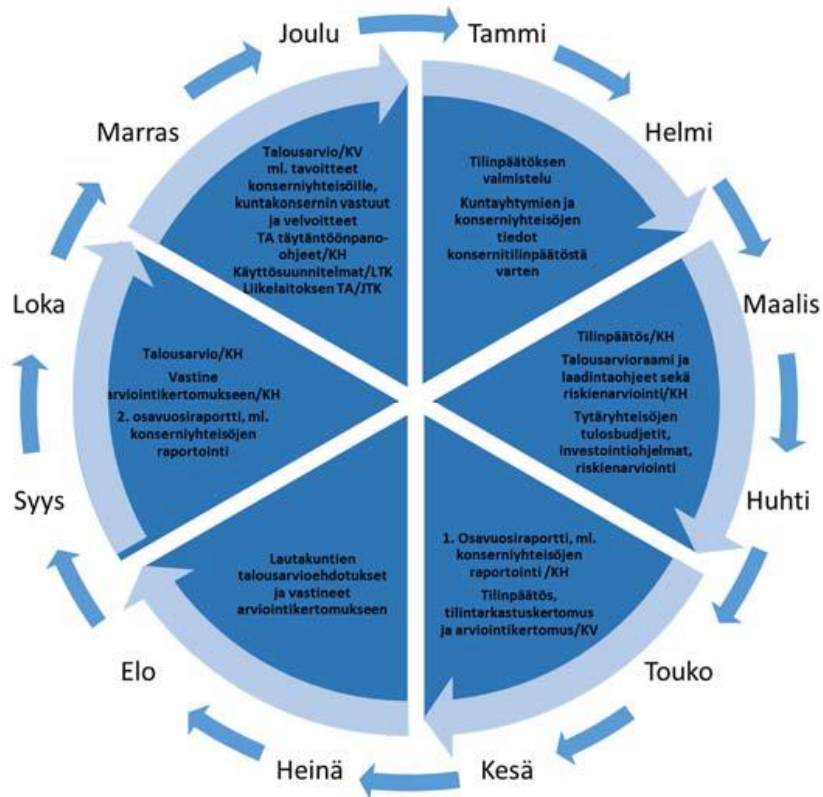 Joulu
Tammi
Marras
Helmi
Talousarvio/KV
ml. tavoitteet
konserniyhteisöille,
kuntakonsernin vastuut
ja velvoitteet
TA täytäntöönpano-
ohjeet/KH
Käyttösuunnitelmat/LTK
Liikelaitoksen TA/JTK
Tilinpäätöksen
valmistelu
Kuntayhtymien ja
konserniyhteisöjen
tiedot
konsernitilinpäätöstä
varten
Loka
Maalis
Talousarvio/KH
Vastine
arviointikertomukseen/KH
2. osavuosiraportti, ml.
konserniyhteisöjen
raportointi
Tilinpäätös/KH
Talousarvioraami ja
laadintaohjeet sekä
riskienarviointi/KH
Tytäryhteisöjen
tulosbudjetit,
investointiohjelmat,
riskienarviointi
Syys
Huhti
Lautakuntien
talousarvioehdotukset
ja vastineet
arviointikertomukseen
1. Osavuosiraportti, ml.
konserniyhteisöjen
raportointi /KH
Tilinpäätös,
tilintarkastuskertomus
ja arviointikertomus/KV
Elo
Touko
Heinä
Kesä